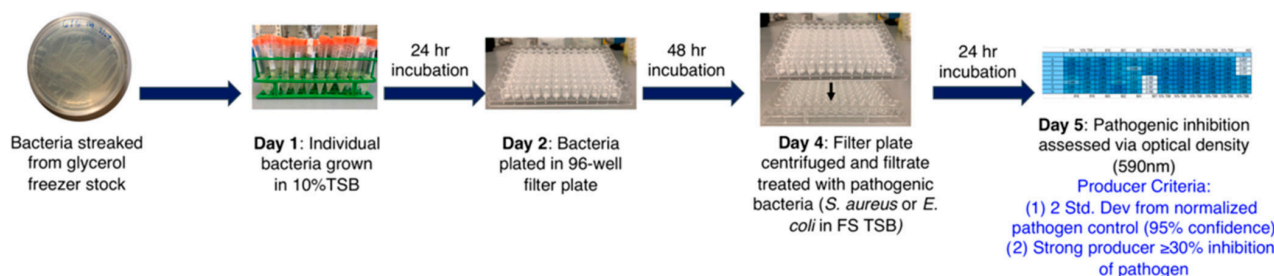 Bacteria streaked
from glycerol
freezer stock
Day 1: Individual
bacteria grown
in 10%TSB
24 hr
incubation
Day 2: Bacteria
plated in 96-well
filter plate
48 hr
incubation
Day 4: Filter plate
centrifuged and filtrate
treated with pathogenic
bacteria (S. aureus or E.
coli in FS TSB)
24 hr
incubation
Day 5: Pathogenic inhibition
assessed via optical density
(590nm)
Producer Criteria:
(1) 2 Std. Dev from normalized
pathogen control (95% confidence)
(2) Strong producer ≥30% inhibition
of pathogen